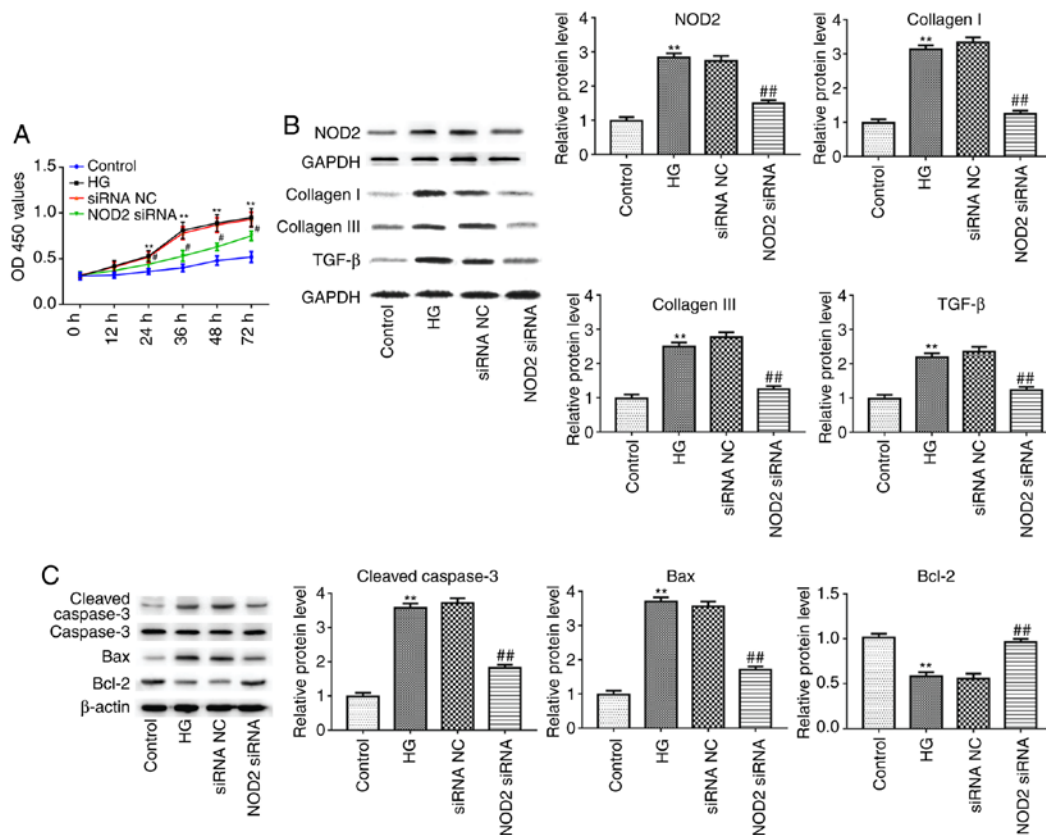 A
OD 450 values
1.5
1.0
0.5
0.0
Control
HG
siRNA NC
NOD2 siRNA
** ** ** **
# # # #
0 h
12 h
24 h
36 h
48 h
72 h
B
NOD2
GAPDH
Collagen I
Collagen III
TGF-β
GAPDH
Control
HG
siRNA NC
NOD2 siRNA
NOD2
Relative protein level
4
3
2
1
0
**
##
Control
HG
siRNA NC
NOD2 siRNA
Collagen I
Relative protein level
4
3
2
1
0
**
##
Control
HG
siRNA NC
NOD2 siRNA
Collagen III
Relative protein level
4
3
2
1
0
**
##
Control
HG
siRNA NC
NOD2 siRNA
TGF-β
Relative protein level
4
3
2
1
0
**
##
Control
HG
siRNA NC
NOD2 siRNA
C
Cleaved
caspase-3
Caspase-3
Bax
Bcl-2
β-actin
Control
HG
siRNA NC
NOD2 siRNA
Cleaved caspase-3
Relative protein level
4
3
2
1
0
**
##
Control
HG
siRNA NC
NOD2 siRNA
Bax
Relative protein level
4
3
2
1
0
**
##
Control
HG
siRNA NC
NOD2 siRNA
Bcl-2
Relative protein level
1.5
1.0
0.5
0.0
**
##
Control
HG
siRNA NC
NOD2 siRNA